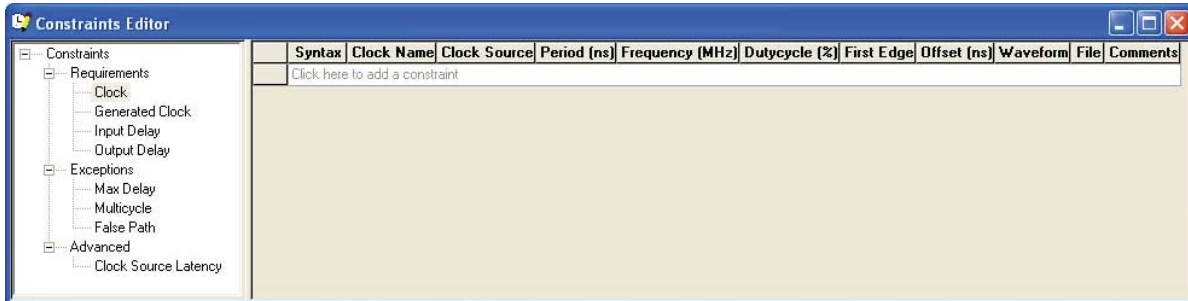 Constraints Editor
Constraints
Requirements
Clock
Generated Clock
Input Delay
Output Delay
Exceptions
Max Delay
Multicycle
False Path
Advanced
Clock Source Latency
Syntax Clock Name Clock Source Period (ns) Frequency (MHz) Dutycycle (%) First Edge Offset (ns) Waveform File Comments
Click here to add a constraint